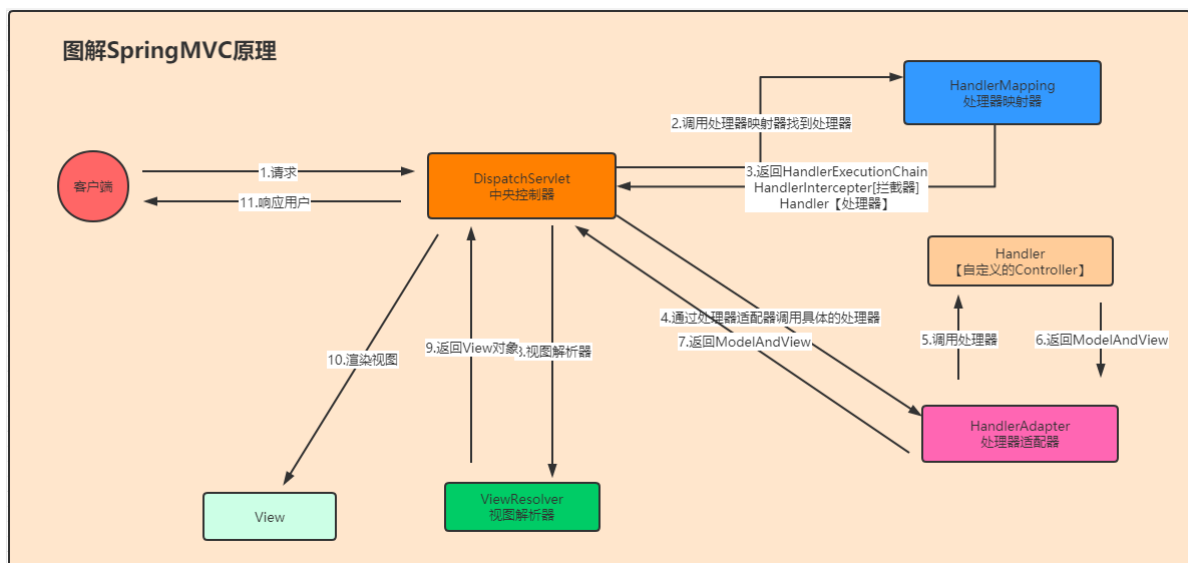 图解SpringMVC原理
HandlerMapping
处理器映射器
2.调用处理器映射器找到处理器
客户端
1.请求
11.响应用户
DispatchServlet
中央控制器
3.返回HandlerExecutionChain
HandlerIntercepter[拦截器]
Handler【处理器】
Handler
【自定义的Controller】
4.通过处理器适配器调用具体的处理器
7.返回ModelAndView
5.调用处理器
6.返回ModelAndView
10.渲染视图
9.返回View对象
8.视图解析器
HandlerAdapter
处理器适配器
View
ViewResolver
视图解析器